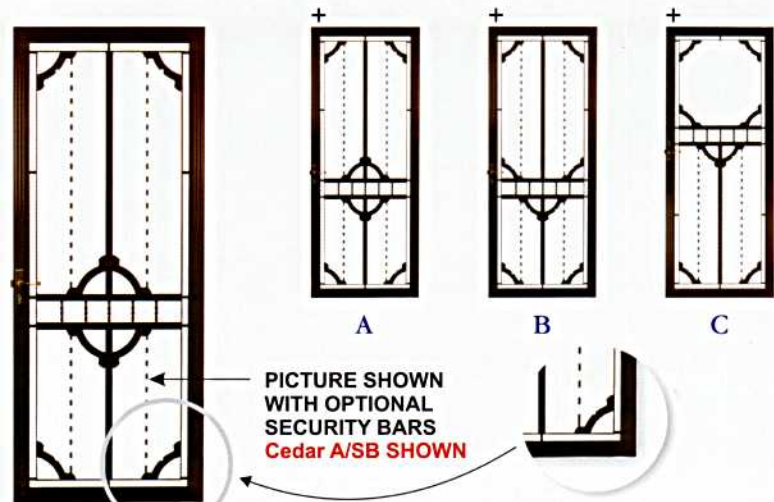 +
+
+
A
B
C
PICTURE SHOWN
WITH OPTIONAL
SECURITY BARS
Cedar A/SB SHOWN